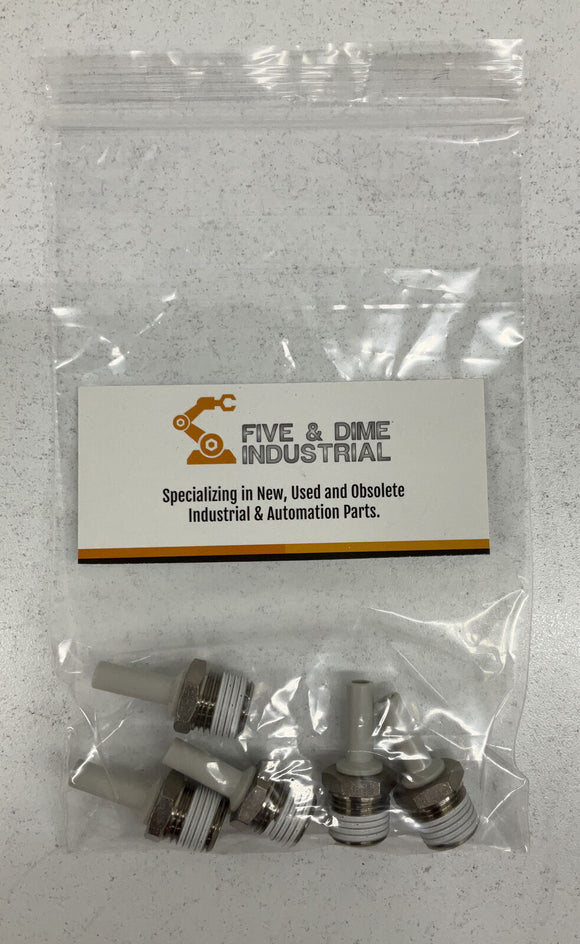 FIVE & DIME
INDUSTRIAL
Specializing in New, Used and Obsolete
Industrial & Automation Parts.